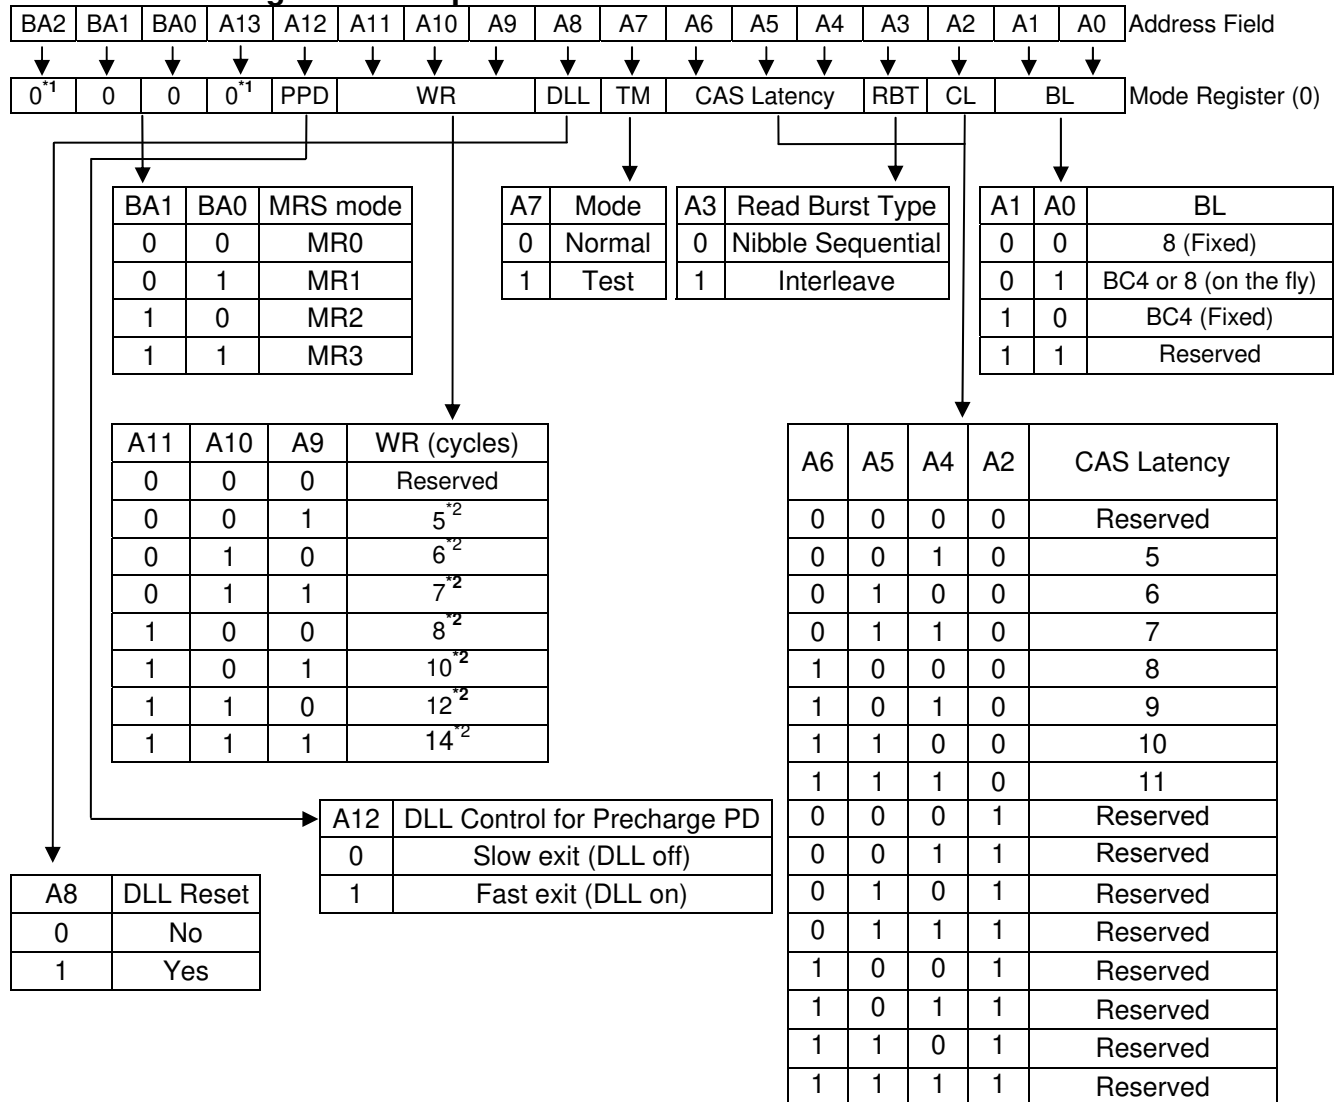 BA2 BA1 BA0 A13 A12 A11 A10 A9 A8 A7 A6 A5 A4 A3 A2 A1 A0 Address Field
0*1 0 0 0*1 PPD WR DLL TM CAS Latency RBT CL BL Mode Register (0)
BA1 BA0 MRS mode
0 0 MR0
0 1 MR1
1 0 MR2
1 1 MR3
A7 Mode
0 Normal
1 Test
A3 Read Burst Type
0 Nibble Sequential
1 Interleave
A1 A0 BL
0 0 8 (Fixed)
0 1 BC4 or 8 (on the fly)
1 0 BC4 (Fixed)
1 1 Reserved
A11 A10 A9 WR (cycles)
0 0 0 Reserved
0 0 1 5*2
0 1 0 6*2
0 1 1 7*2
1 0 0 8*2
1 0 1 10*2
1 1 0 12*2
1 1 1 14*2
A6 A5 A4 A2 CAS Latency
0 0 0 0 Reserved
0 0 1 0 5
0 1 0 0 6
0 1 1 0 7
1 0 0 0 8
1 0 1 0 9
1 1 0 0 10
1 1 1 0 11
0 0 0 1 Reserved
0 0 1 1 Reserved
0 1 0 1 Reserved
0 1 1 1 Reserved
1 0 0 1 Reserved
1 0 1 1 Reserved
1 1 0 1 Reserved
1 1 1 1 Reserved
A12 DLL Control for Precharge PD
0 Slow exit (DLL off)
1 Fast exit (DLL on)
A8 DLL Reset
0 No
1 Yes